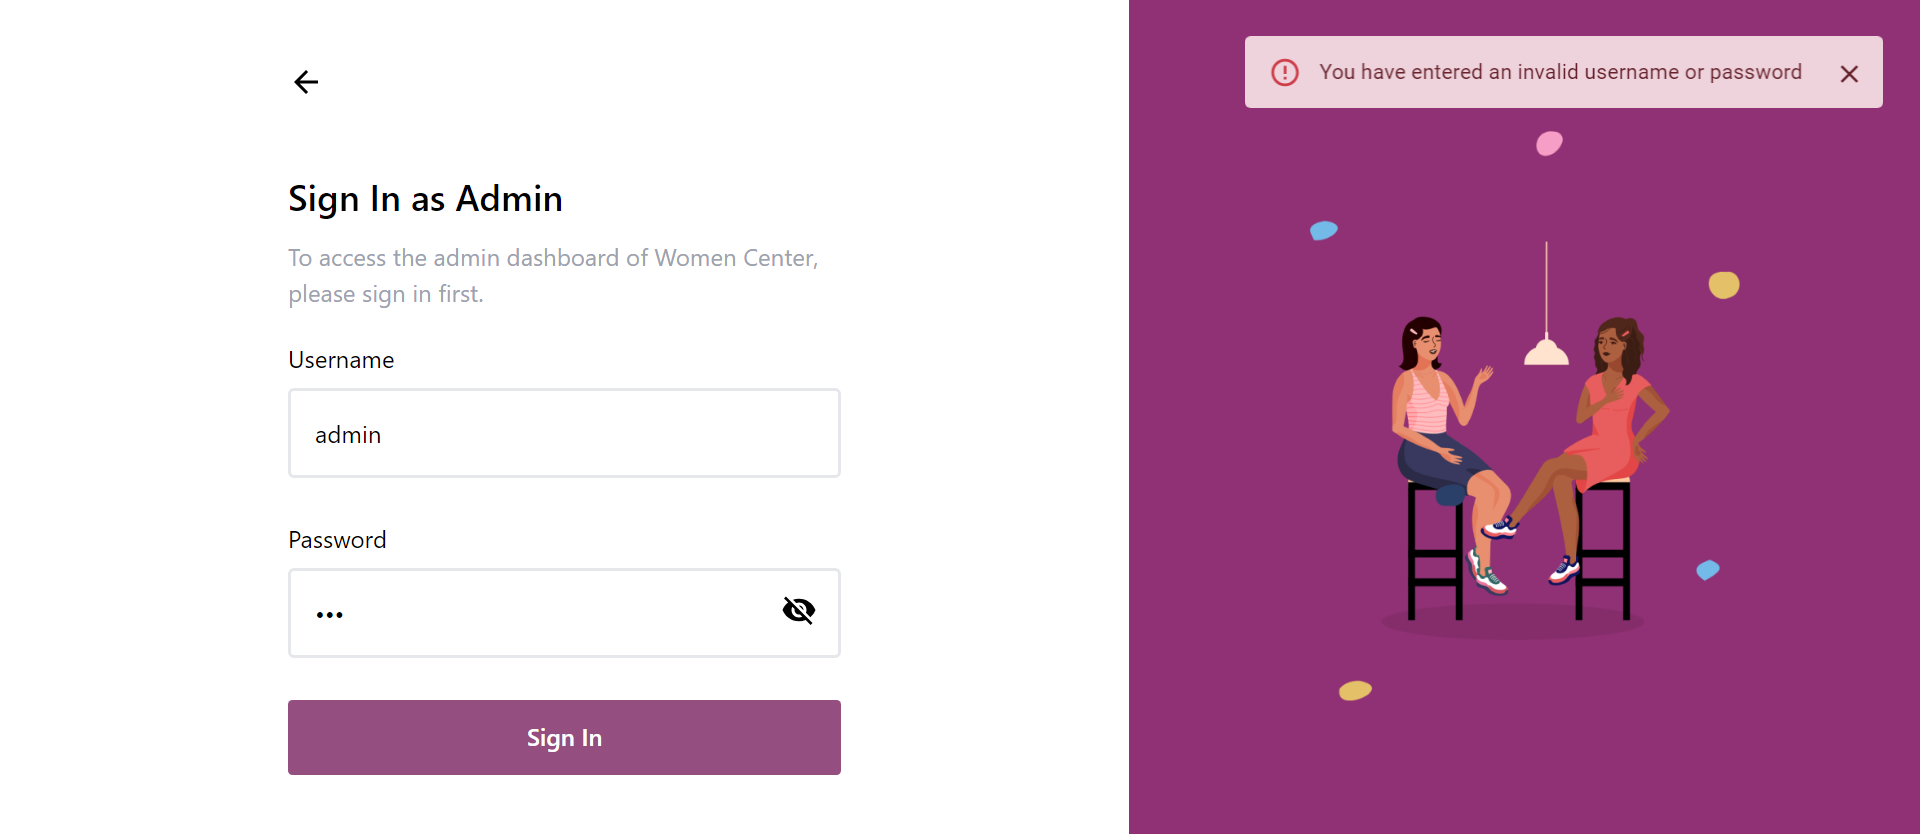 You have entered an invalid username or password
Sign In as Admin
To access the admin dashboard of Women Center,
please sign in first.
Username
admin
Password
•••
Sign In